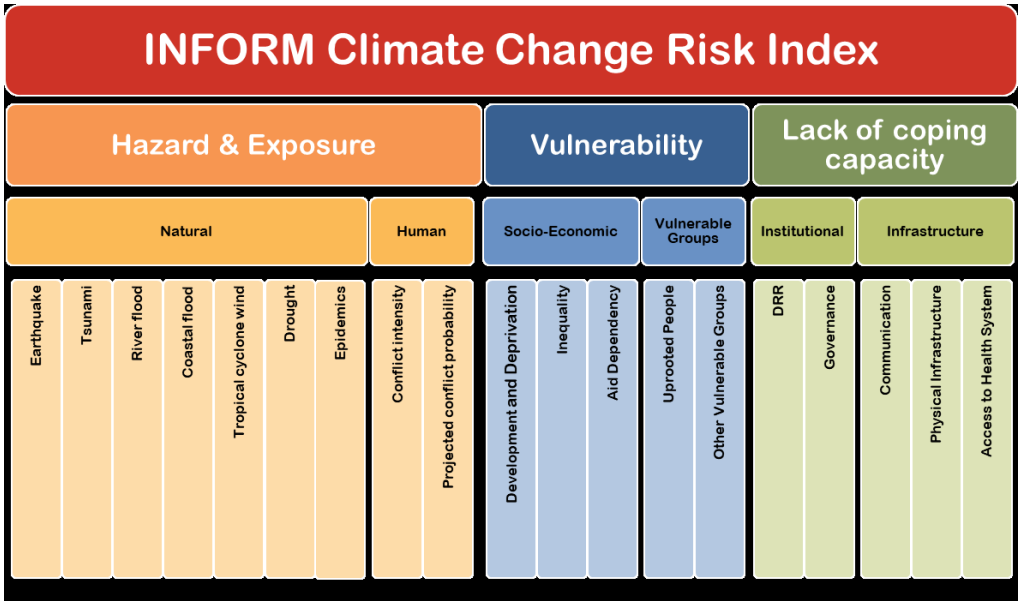 INFORM Climate Change Risk Index
Hazard & Exposure
Vulnerability
Lack of coping
capacity
Natural
Human
Socio-Economic
Vulnerable
Groups
Institutional
Infrastructure
Earthquake
Tsunami
River flood
Coastal flood
Tropical cyclone wind
Drought
Epidemics
Conflict intensity
Projected conflict probability
Development and Deprivation
Inequality
Aid Dependency
Uprooted People
Other Vulnerable Groups
DRR
Governance
Communication
Physical Infrastructure
Access to Health System